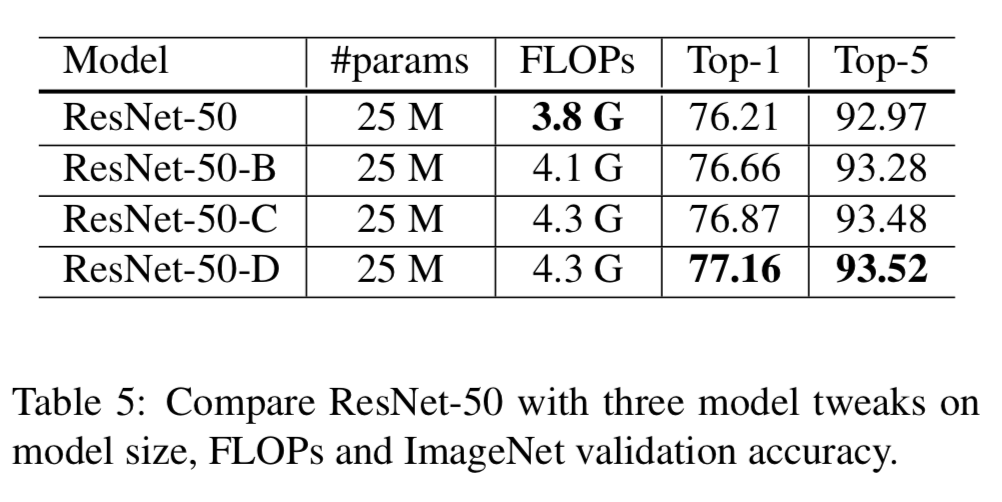 Model #params FLOPs Top-1 Top-5
ResNet-50 25 M 3.8 G 76.21 92.97
ResNet-50-B 25 M 4.1 G 76.66 93.28
ResNet-50-C 25 M 4.3 G 76.87 93.48
ResNet-50-D 25 M 4.3 G 77.16 93.52
Table 5: Compare ResNet-50 with three model tweaks on
model size, FLOPs and ImageNet validation accuracy.